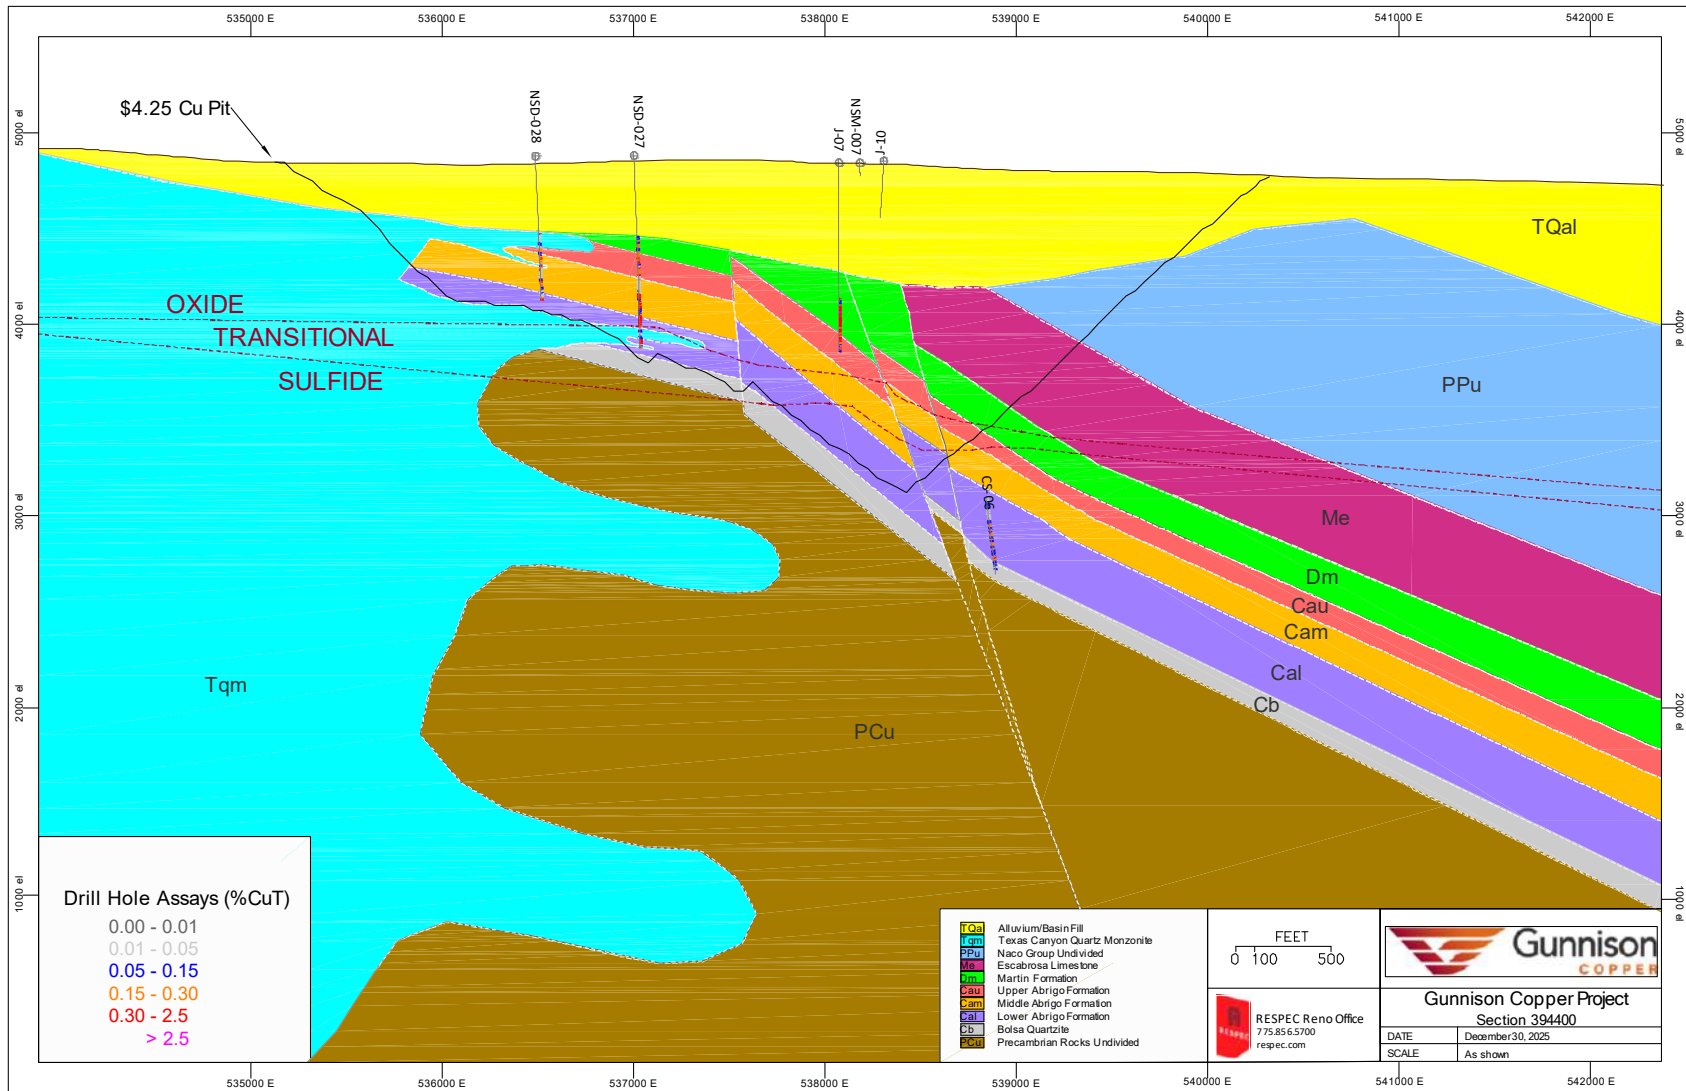 535000 E
536000 E
537000 E
538000 E
539000 E
540000 E
541000 E
542000 E
$4.25 Cu Pit
NSD-028
NSD-027
J-07
NSM-007
J-10
5000 el
5000 el
TQal
OXIDE
4000 el
TRANSITIONAL
4000 el
SULFIDE
PPu
CS-06
3000 el
Me
3000 el
Dm
Cau
Cam
Cal
Tqm
Cb
2000 el
2000 el
PCu
1000 el
1000 el
Drill Hole Assays (%CuT)
0.00 - 0.01
0.01 - 0.05
0.05 - 0.15
0.15 - 0.30
0.30 - 2.5
> 2.5
TQa Alluvium/Basin Fill
Tqm Texas Canyon Quartz Monzonite
PPu Naco Group Undivided
Me Escabrosa Limestone
Dm Martin Formation
Cau Upper Abrigo Formation
Cam Middle Abrigo Formation
Cal Lower Abrigo Formation
Cb Bolsa Quartzite
PCu Precambrian Rocks Undivided
FEET
0 100 500
RESPEC
RESPEC Reno Office
775.856.5700
respec.com
Gunnison
COPPER
Gunnison Copper Project
Section 394400
DATE December 30, 2025
SCALE As shown
535000 E
536000 E
537000 E
538000 E
539000 E
540000 E
541000 E
542000 E